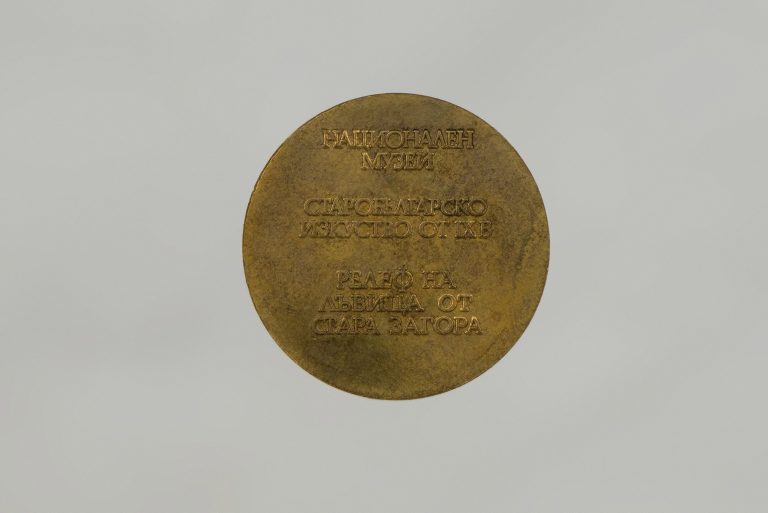 НАЦИОНАЛЕН
МУЗЕЙ
СТАРОБЪЛГАРСКО
ИЗКУСТВО ОТ IX В
РЕЛЕФ НА
ЛЪВИЦА ОТ
СТАРА ЗАГОРА